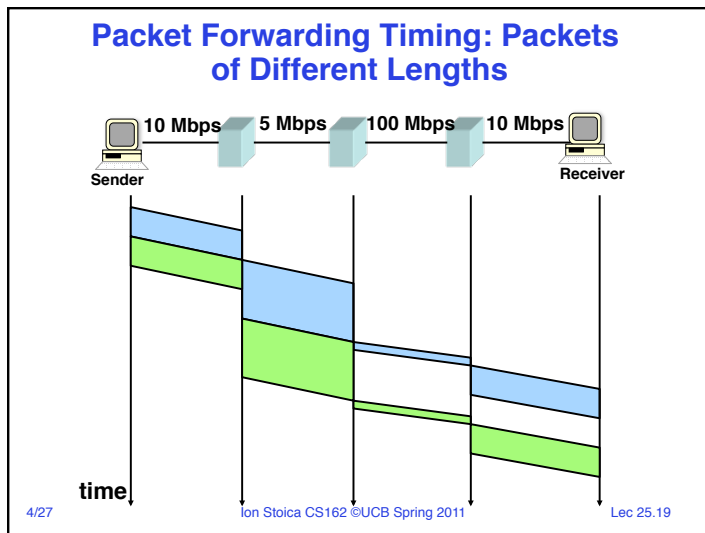 Packet Forwarding Timing: Packets
of Different Lengths
10 Mbps 5 Mbps 100 Mbps 10 Mbps
Sender
Receiver
time
4/27
Ion Stoica CS162 ©UCB Spring 2011
Lec 25.19